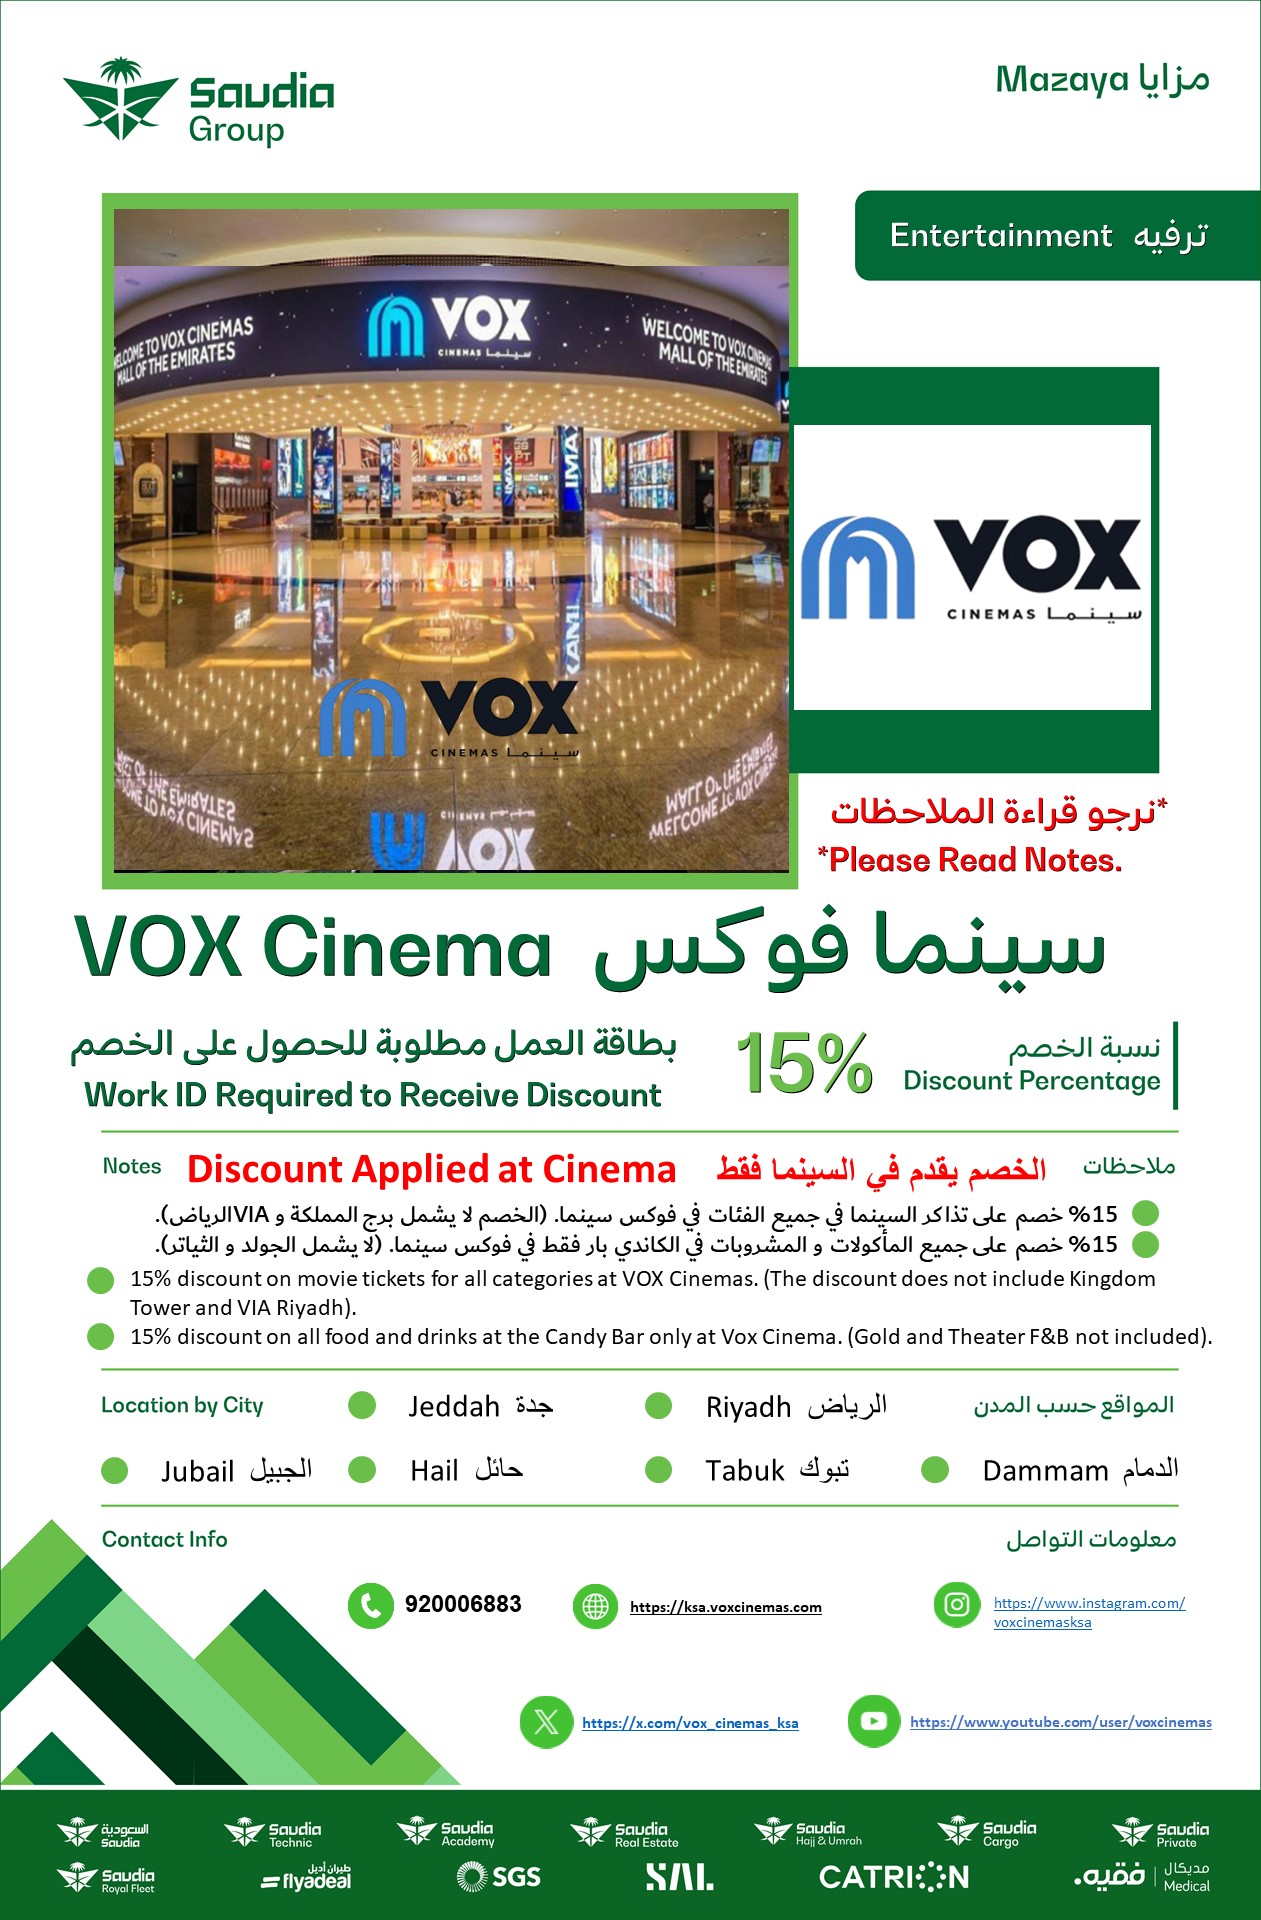 Saudia
Group
Mazaya مزايا
Entertainment ترفيه
VOX
CINEMAS سينما
WELCOME TO VOX CINEMAS
MALL OF THE EMIRATES
WELCOME TO VOX CINEMAS
MALL OF THE EMIRATES
IMAX
IMAX
VOX
CINEMAS سينما
VOX
CINEMAS سينما
*نرجو قراءة الملاحظات
*Please Read Notes.
VOX Cinema سينما فوكس
بطاقة العمل مطلوبة للحصول على الخصم
Work ID Required to Receive Discount
15%
نسبة الخصم
Discount Percentage
Notes Discount Applied at Cinema الخصم يقدم في السينما فقط ملاحظات
15% خصم على تذاكر السينما في جميع الفئات في فوكس سينما. (الخصم لا يشمل برج المملكة و VIA الرياض).
15% خصم على جميع المأكولات و المشروبات في الكاندي بار فقط في فوكس سينما. (لا يشمل الجولد و الثياتر).
15% discount on movie tickets for all categories at VOX Cinemas. (The discount does not include Kingdom
Tower and VIA Riyadh).
15% discount on all food and drinks at the Candy Bar only at Vox Cinema. (Gold and Theater F&B not included).
Location by City Jeddah جدة Riyadh الرياض المواقع حسب المدن
Jubail الجبيل Hail حائل Tabuk تبوك Dammam الدمام
Contact Info معلومات التواصل
920006883
https://ksa.voxcinemas.com
https://www.instagram.com/
voxcinemasksa
https://x.com/vox_cinemas_ksa
https://www.youtube.com/user/voxcinemas
السعودية
Saudia
Saudia
Technic
Saudia
Academy
Saudia
Real Estate
Saudia
Hajj & Umrah
Saudia
Cargo
Saudia
Private
Saudia
Royal Fleet
طيران أديل
flyadeal
SGS
SAL
CATRION
فقيه.
مديكال
Medical